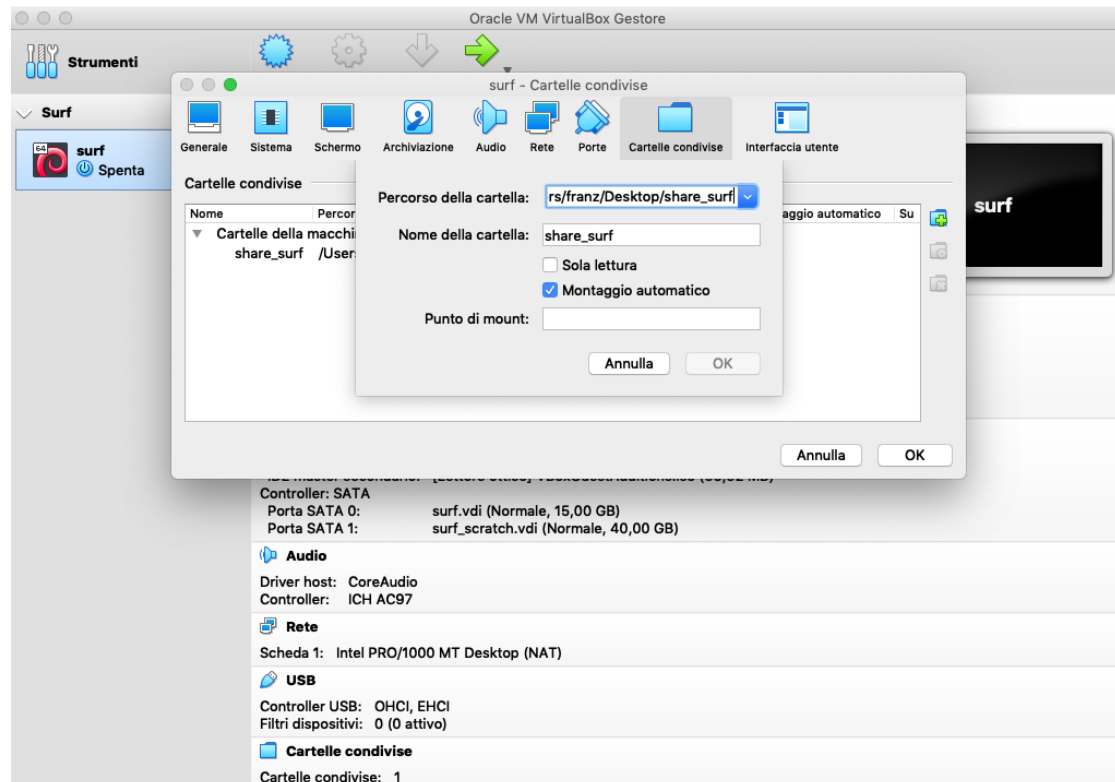 Oracle VM VirtualBox Gestore
Strumenti
surf - Cartelle condivise
Generale Sistema Schermo Archiviazione Audio Rete Porte Cartelle condivise Interfaccia utente
Surf
64
surf
Spenta
surf
Cartelle condivise
Nome Percor aggio automatico Su
Cartelle della macchi
share_surf /User
Percorso della cartella: rs/franz/Desktop/share_surf
Nome della cartella: share_surf
Sola lettura
Montaggio automatico
Punto di mount:
Annulla OK
Annulla OK
Controller: SATA
Porta SATA 0: surf.vdi (Normale, 15,00 GB)
Porta SATA 1: surf_scratch.vdi (Normale, 40,00 GB)
Audio
Driver host: CoreAudio
Controller: ICH AC97
Rete
Scheda 1: Intel PRO/1000 MT Desktop (NAT)
USB
Controller USB: OHCI, EHCI
Filtri dispositivi: 0 (0 attivo)
Cartelle condivise
Cartelle condivise: 1